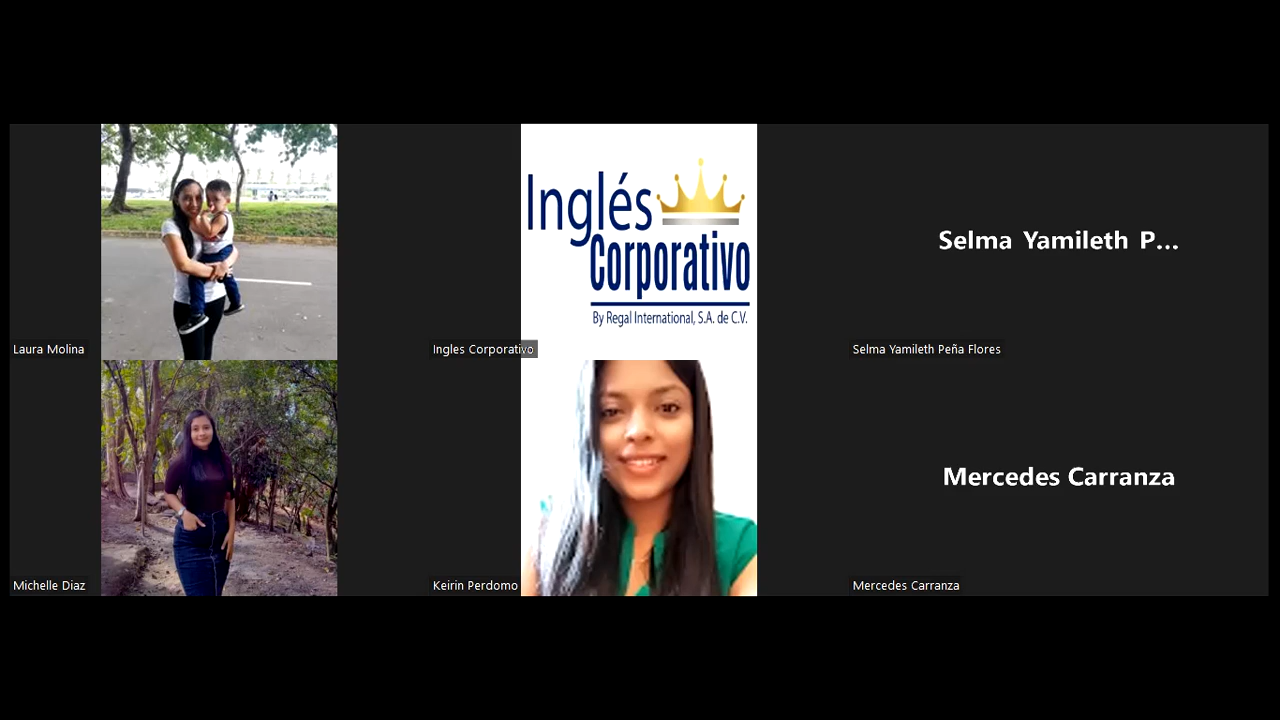 Inglés
Corporativo
By Regal International, S.A. de C.V.
Selma Yamileth P...
Laura Molina
Ingles Corporativo
Selma Yamileth Peña Flores
Mercedes Carranza
Michelle Diaz
Keirin Perdomo
Mercedes Carranza